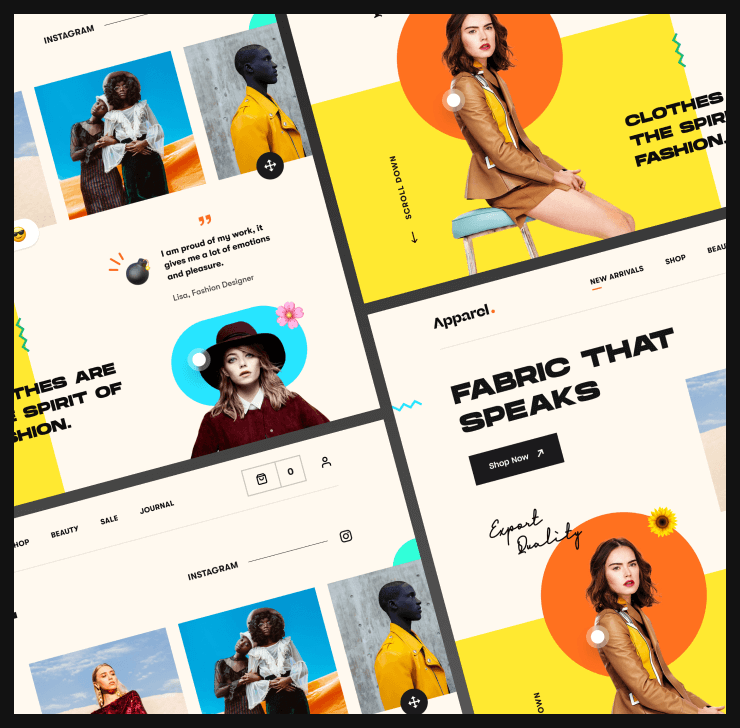 INSTAGRAM
”
I am proud of my work, it
gives me a lot of emotions
and pleasure.
Lisa, Fashion Designer
THES ARE
SPIRIT OF
SHION.
SCROLL DOWN
CLOTHES
THE SPIR
FASHION.
Apparel.
NEW ARRIVALS
SHOP
BEAU
FABRIC THAT
SPEAKS
Shop Now
Export
Quality
OWN
HOP
BEAUTY
SALE
JOURNAL
0
INSTAGRAM